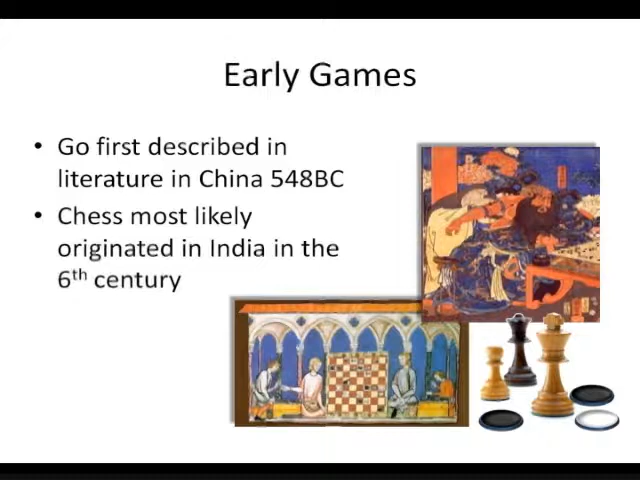 Early Games
• Go first described in
literature in China 548BC
• Chess most likely
originated in India in the
6th century